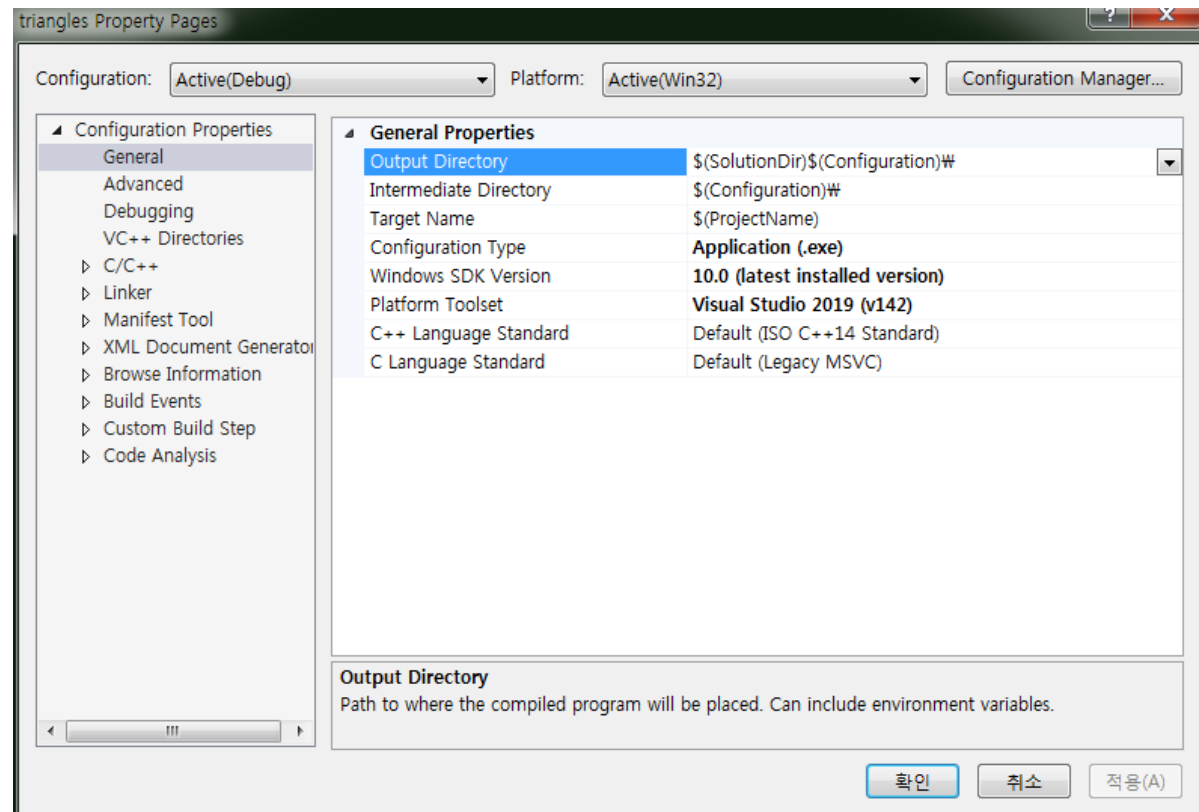 triangles Property Pages
Configuration: Active(Debug) Platform: Active(Win32) Configuration Manager...
Configuration Properties
General
Advanced
Debugging
VC++ Directories
C/C++
Linker
Manifest Tool
XML Document Generator
Browse Information
Build Events
Custom Build Step
Code Analysis
General Properties
Output Directory $(SolutionDir)$(Configuration)₩
Intermediate Directory $(Configuration)₩
Target Name $(ProjectName)
Configuration Type Application (.exe)
Windows SDK Version 10.0 (latest installed version)
Platform Toolset Visual Studio 2019 (v142)
C++ Language Standard Default (ISO C++14 Standard)
C Language Standard Default (Legacy MSVC)
Output Directory
Path to where the compiled program will be placed. Can include environment variables.
확인 취소 적용(A)